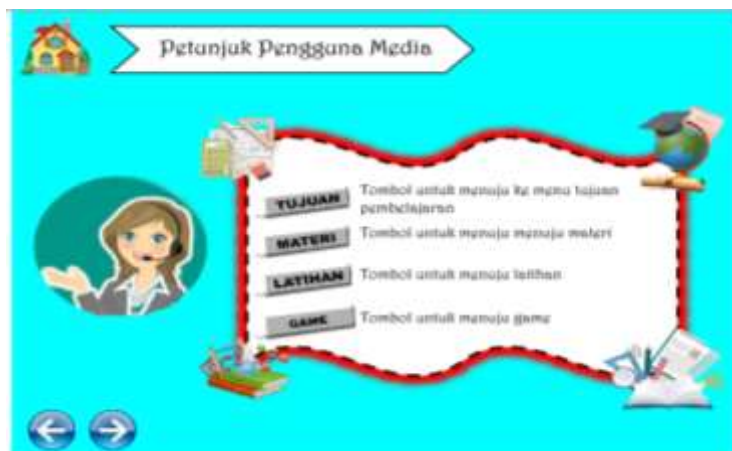 Petunjuk Pengguna Media
TUJUAN
Tombol untuk menuju ke menu tujuan
pembelajaran
MATERI
Tombol untuk menuju menuju materi
LATIHAN
Tombol untuk menuju latihan
GAME
Tombol untuk menuju game